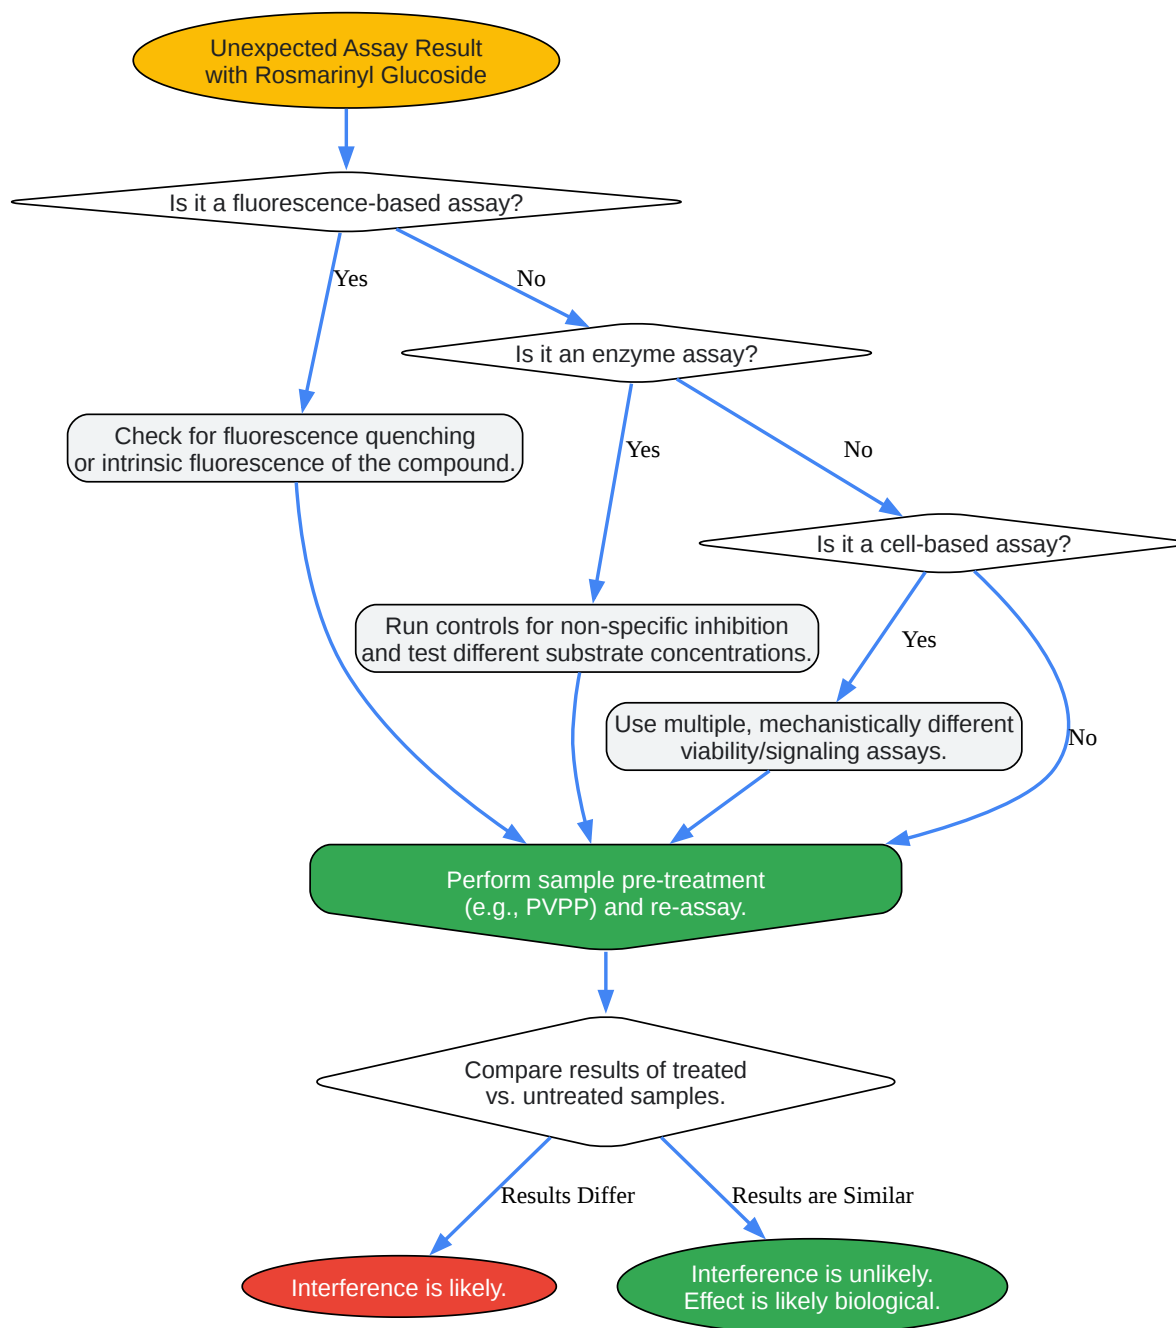 Unexpected Assay Result
with Rosmarinyl Glucoside
Is it a fluorescence-based assay?
Yes
No
Is it an enzyme assay?
Check for fluorescence quenching
or intrinsic fluorescence of the compound.
Yes
No
Is it a cell-based assay?
Run controls for non-specific inhibition
and test different substrate concentrations.
Yes
Use multiple, mechanistically different
viability/signaling assays.
No
Perform sample pre-treatment
(e.g., PVPP) and re-assay.
Compare results of treated
vs. untreated samples.
Results Differ
Results are Similar
Interference is likely.
Interference is unlikely.
Effect is likely biological.